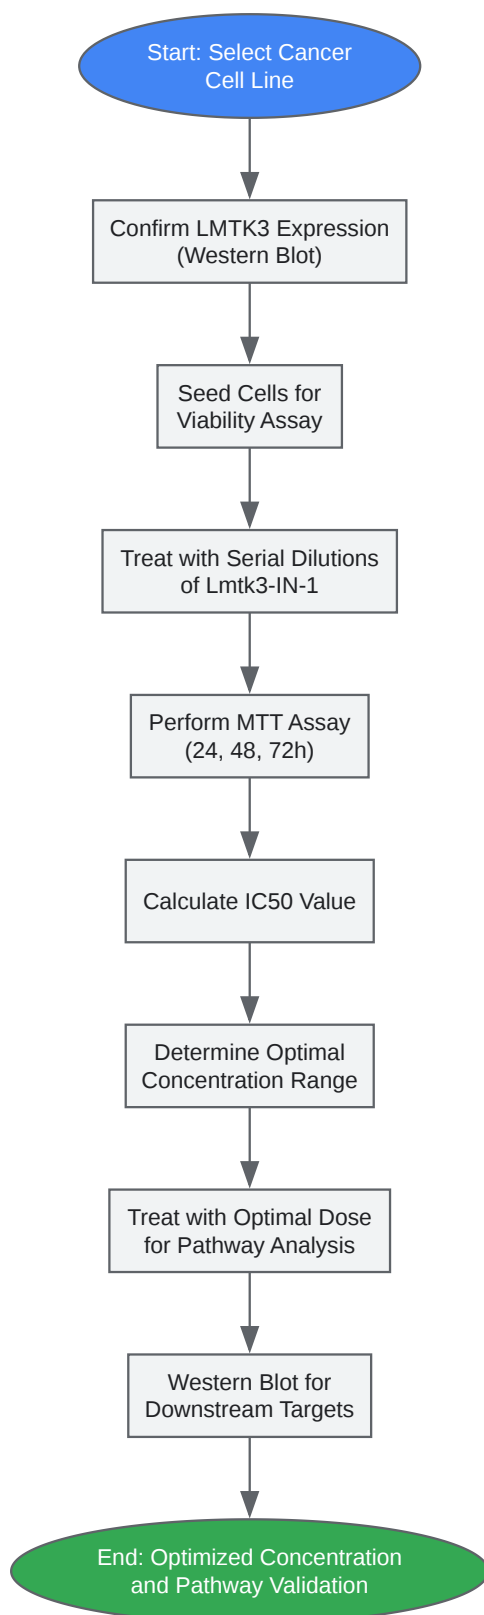 Start: Select Cancer
Cell Line
Confirm LMTK3 Expression
(Western Blot)
Seed Cells for
Viability Assay
Treat with Serial Dilutions
of Lmtk3-IN-1
Perform MTT Assay
(24, 48, 72h)
Calculate IC50 Value
Determine Optimal
Concentration Range
Treat with Optimal Dose
for Pathway Analysis
Western Blot for
Downstream Targets
End: Optimized Concentration
and Pathway Validation